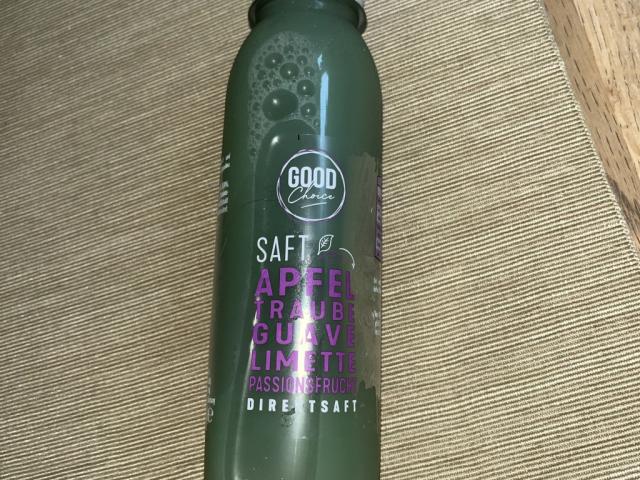 GOOD
Choice
SAFT
APFEL
TRAUBE
GUAVE
LIMETTE
PASSIONSFRUCHT
DIREKTSAFT